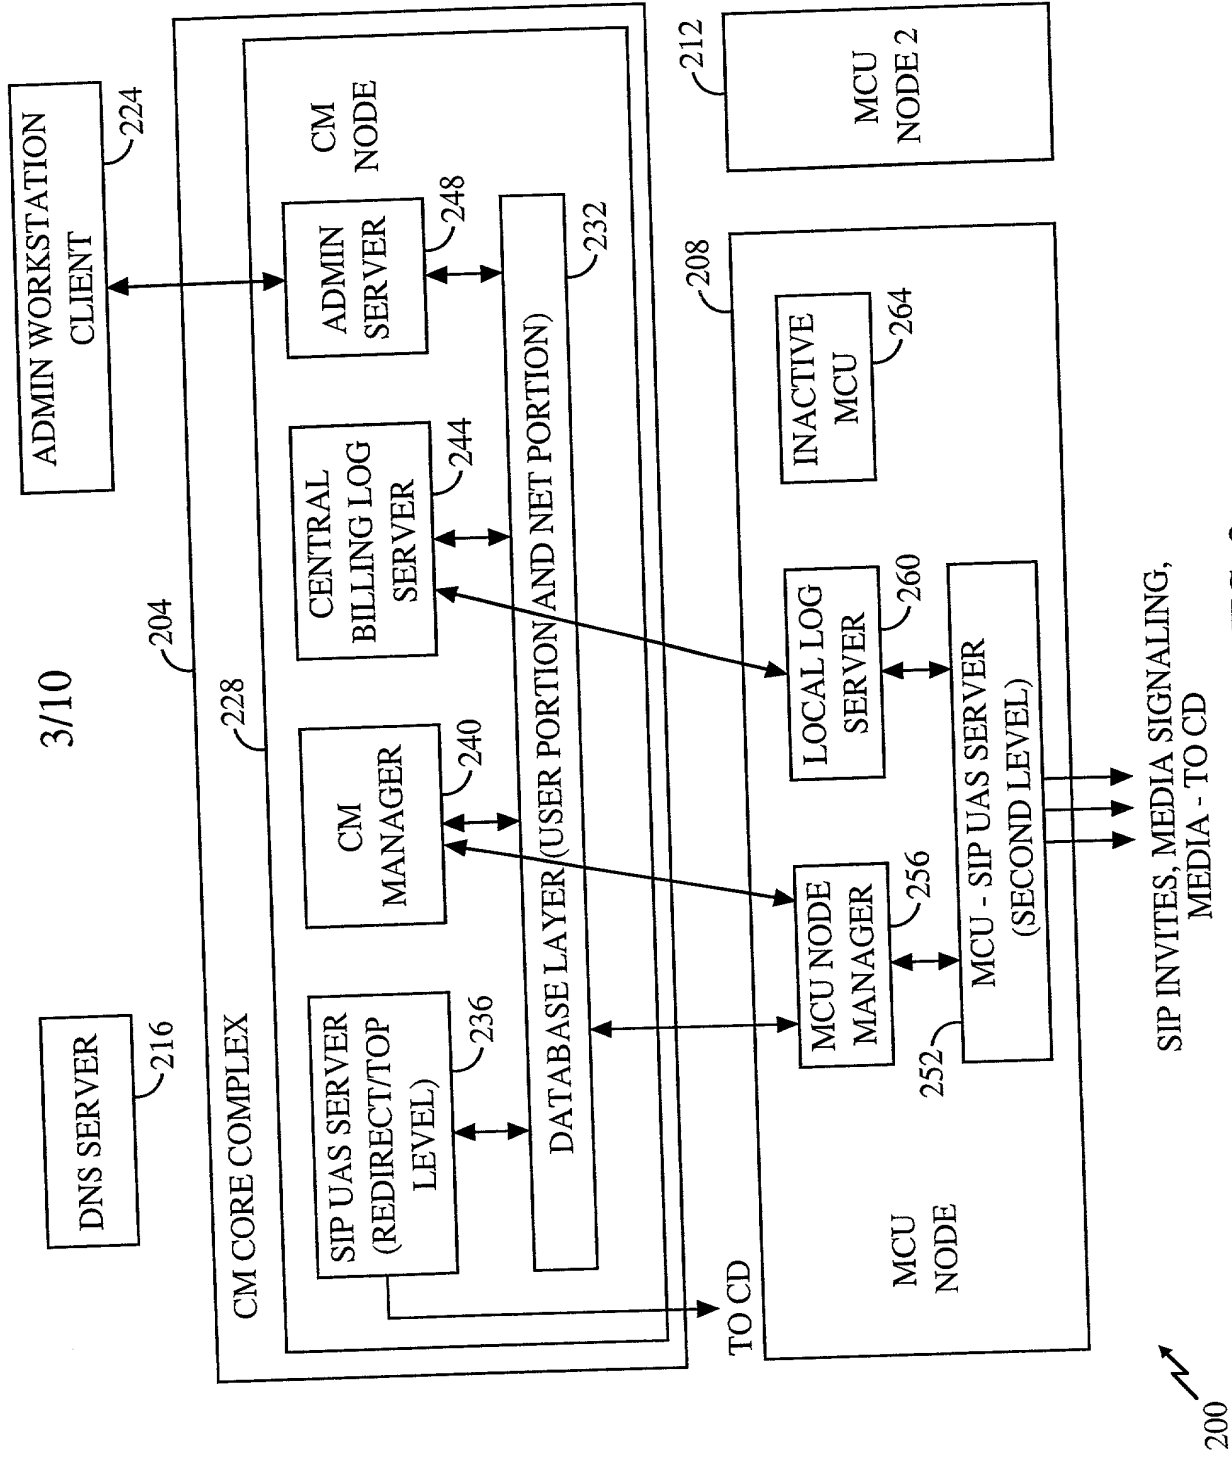 3/10
DNS SERVER
216
ADMIN WORKSTATION
CLIENT
224
204
CM CORE COMPLEX
228
SIP UAS SERVER
(REDIRECT/TOP
LEVEL)
236
CM
MANAGER
240
CENTRAL
BILLING LOG
SERVER
244
ADMIN
SERVER
248
CM
NODE
DATABASE LAYER (USER PORTION AND NET PORTION)
232
TO CD
208
212
MCU
NODE
MCU NODE
MANAGER
256
LOCAL LOG
SERVER
260
INACTIVE
MCU
264
MCU
NODE 2
252
MCU - SIP UAS SERVER
(SECOND LEVEL)
SIP INVITES, MEDIA SIGNALING,
MEDIA - TO CD
200